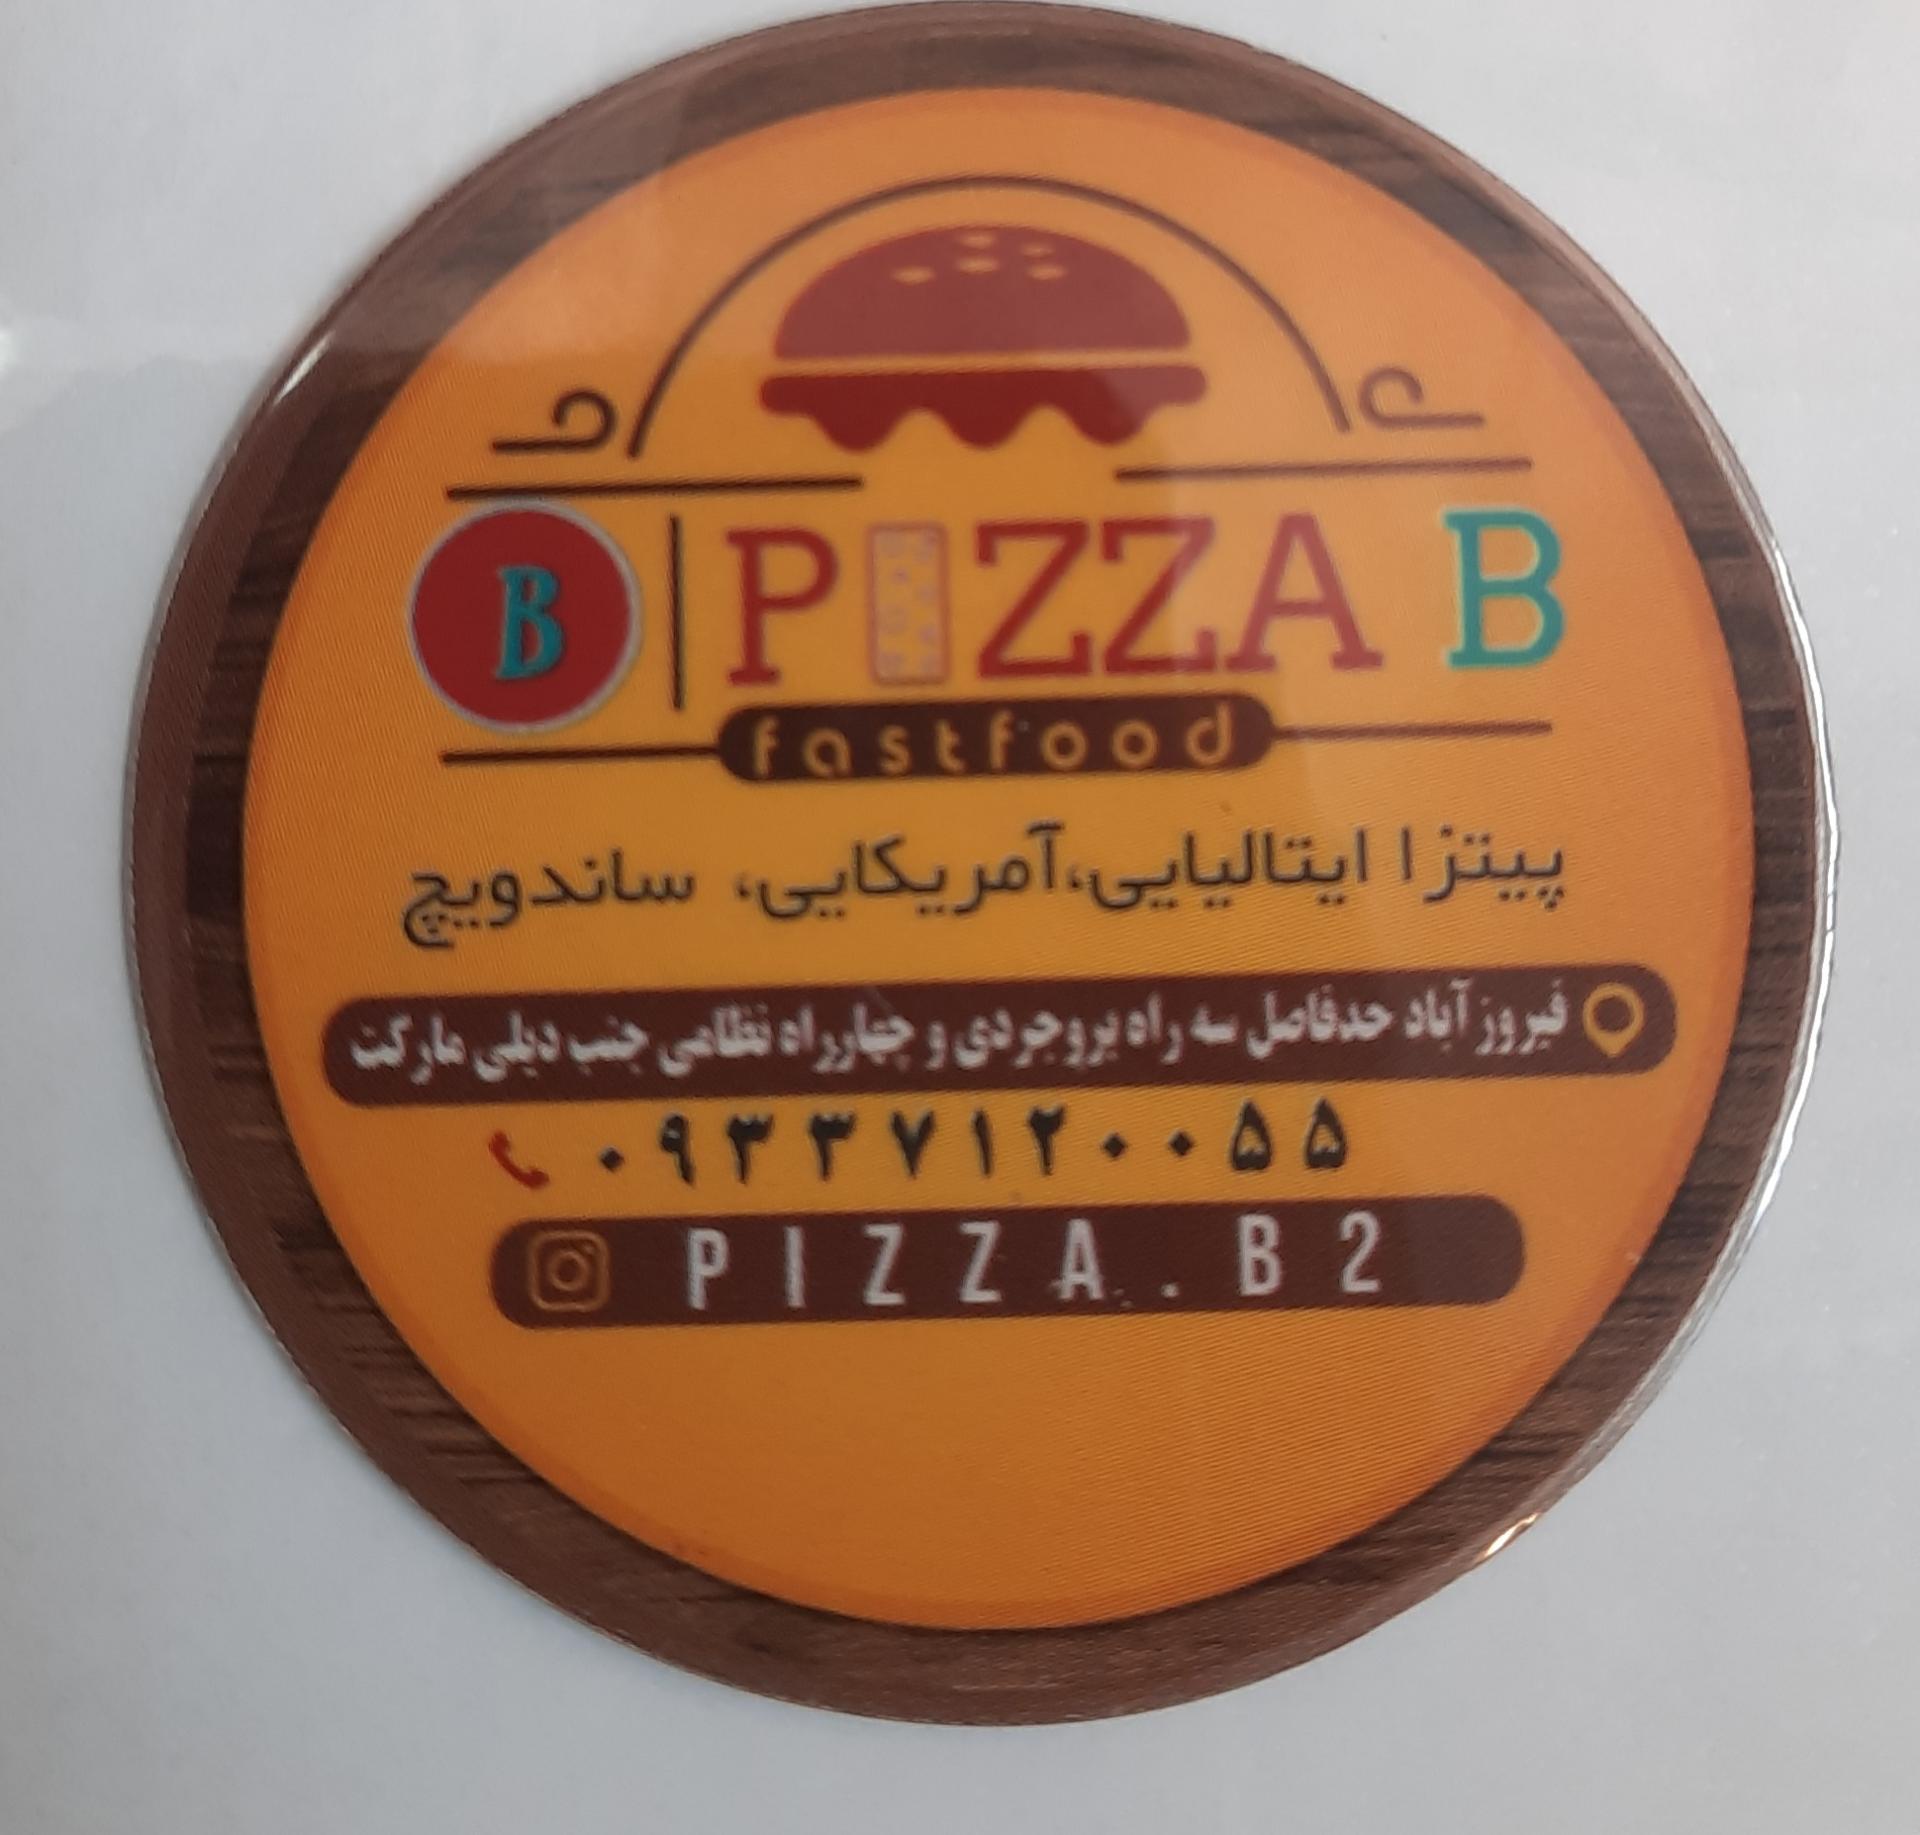 B | PIZZA B
fastfood
پیتزا ایتالیایی،آمریکایی، ساندویچ
فیروز آباد حدفاصل سه راه بروجردی و چهارراه نظامی جنب دیلی مارکت
۰۹۳۳۷۱۲۰۰۵۵
PIZZA.B2